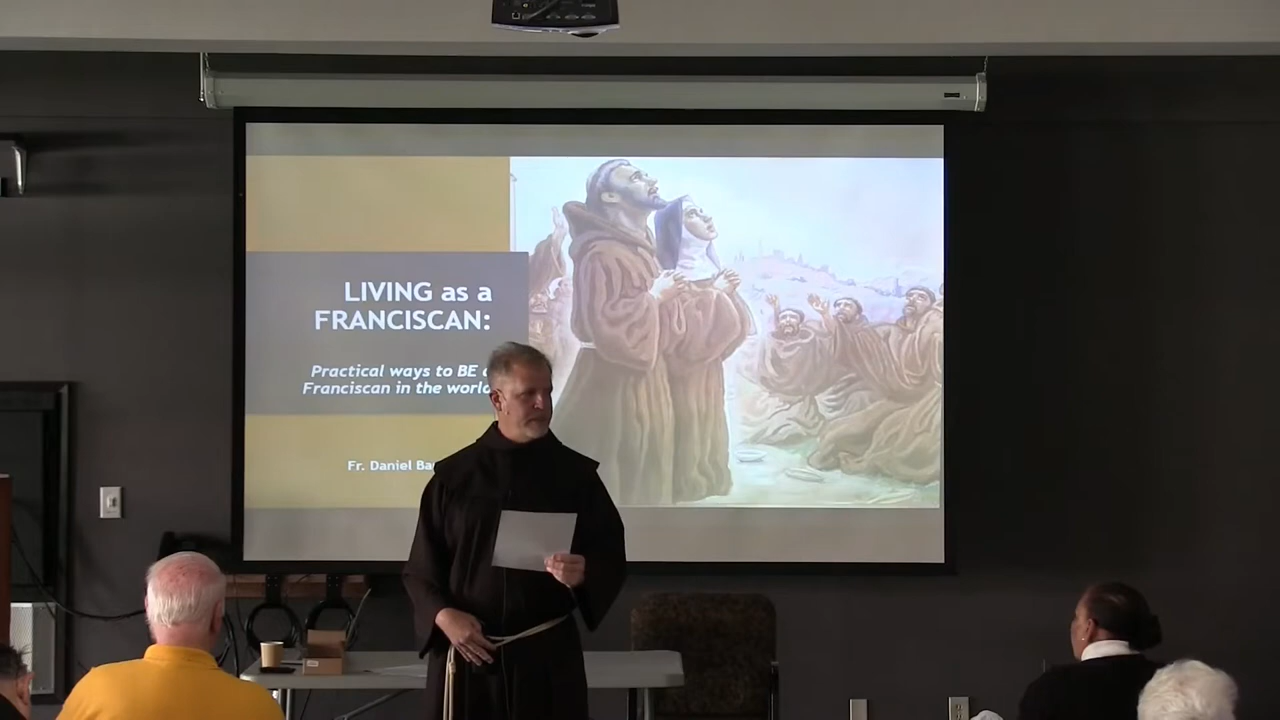 LIVING as a
FRANCISCAN:
Practical ways to BE
Franciscan in the world
Fr. Daniel